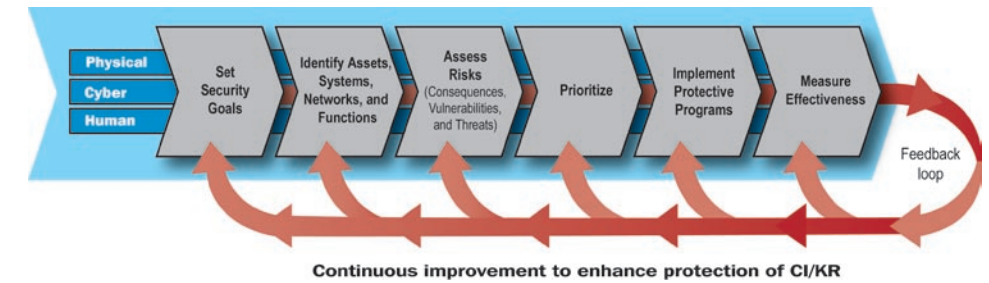 Physical
Cyber
Human
Set
Security
Goals
Identify Assets,
Systems,
Networks, and
Functions
Assess
Risks
(Consequences,
Vulnerabilities,
and Threats)
Prioritize
Implement
Protective
Programs
Measure
Effectiveness
Feedback
loop
Continuous improvement to enhance protection of CI/KR